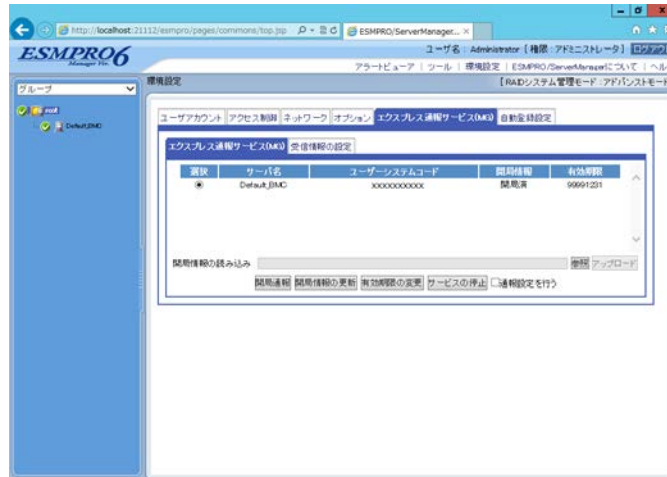 http://localhost:21112/esmpro/pages/commons/top.jsp
ESMPRO/ServerManager...
ESMPRO6
Manager
ユーザ名 : Administrator [ 権限 : アドミニストレータ ] ログアウト
アラートビューア | ツール | 環境設定 | ESMPRO/ServerManagerについて | ヘル
グループ
環境設定
[ RAIDシステム管理モード : アドバンストモード
root
Default_BMC
ユーザアカウント アクセス制御 ネットワーク オプション エクスプレス通報サービス(MG) 自動登録設定
エクスプレス通報サービス(MG) 受信情報の設定
選択 サーバ名 ユーザーシステムコード 開局情報 有効期限
Default_BMC xxxxxxxxxx 開局済 99991231
開局情報の読み込み 参照 アップロード
開局通報 開局情報の更新 有効期限の変更 サービスの停止 通報設定を行う